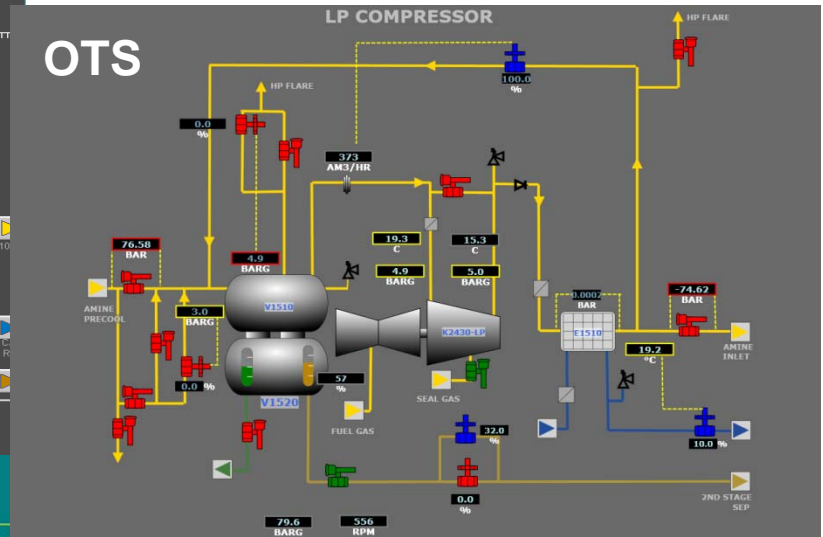 LP COMPRESSOR
OTS
HP FLARE
HP FLARE
100.0
%
0.0
%
373
AM3/HR
76.58
BAR
4.9
BARG
19.3
C
15.3
C
4.9
BARG
5.0
BARG
AMINE
PRECOOL
3.0
BARG
V1510
K2430-LP
0.0002
BAR
E1510
-74.62
BAR
AMINE
INLET
19.2
°C
0.0 %
57
%
V1520
SEAL GAS
FUEL GAS
32.0
%
10.0 %
0.0
%
2ND STAGE
SEP
79.6
BARG
556
RPM